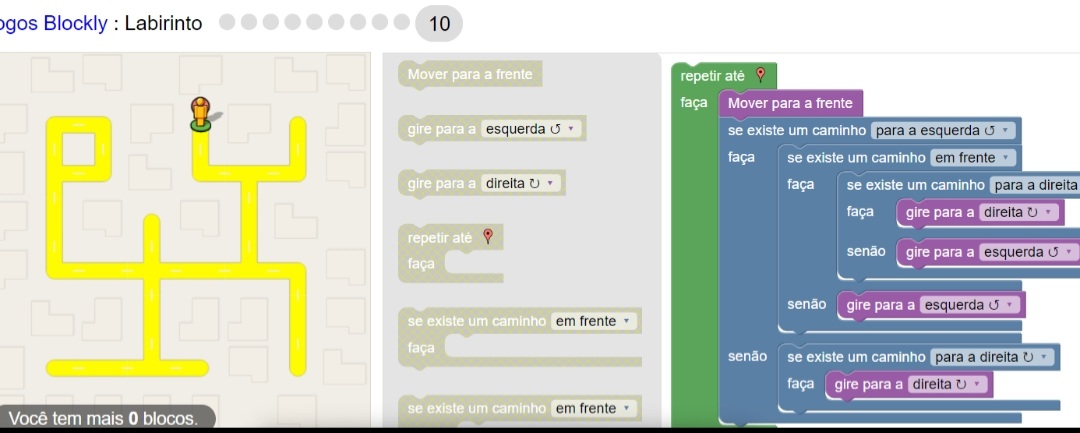 ogos Blockly : Labirinto 10
Mover para a frente
gire para a esquerda ↺
gire para a direita ↻
repetir até
faça
se existe um caminho em frente
faça
se existe um caminho em frente
Você tem mais 0 blocos.
repetir até
faça Mover para a frente
se existe um caminho para a esquerda ↺
faça se existe um caminho em frente
faça se existe um caminho para a direita
faça gire para a direita ↻
senão gire para a esquerda ↺
senão gire para a esquerda ↺
senão se existe um caminho para a direita ↻
faça gire para a direita ↻